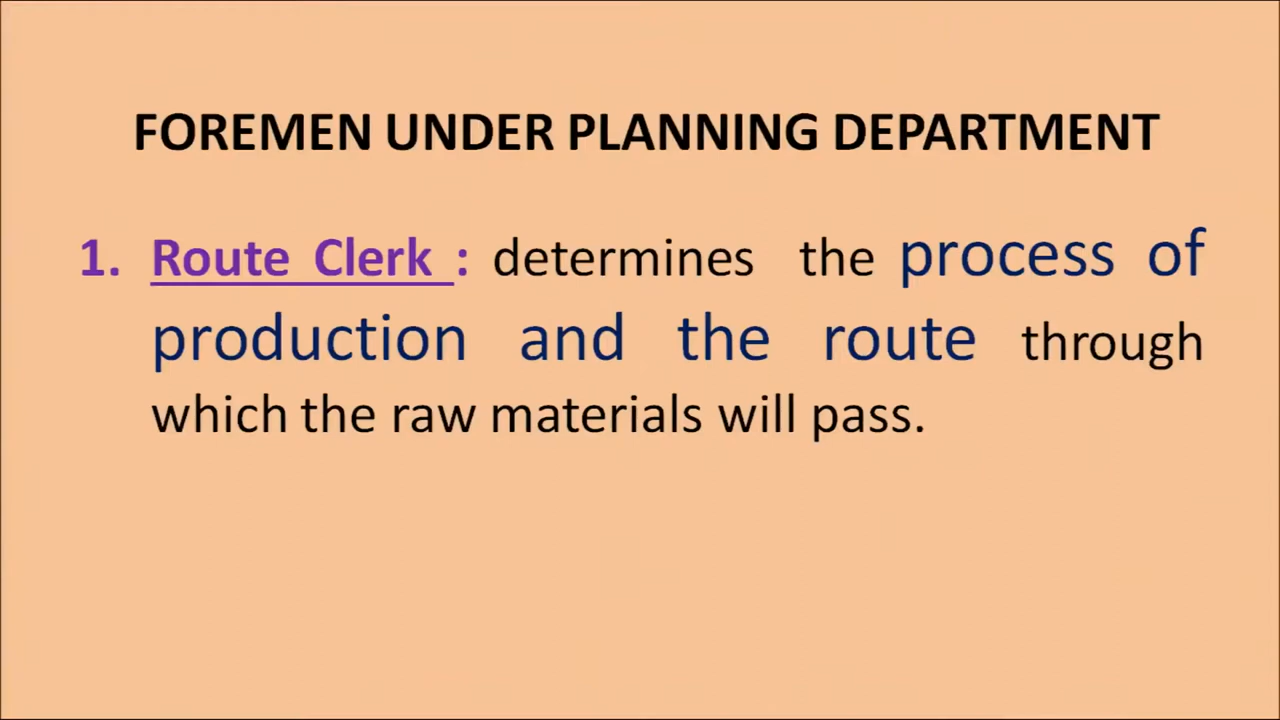 FOREMEN UNDER PLANNING DEPARTMENT
1. Route Clerk : determines the process of
production and the route through
which the raw materials will pass.